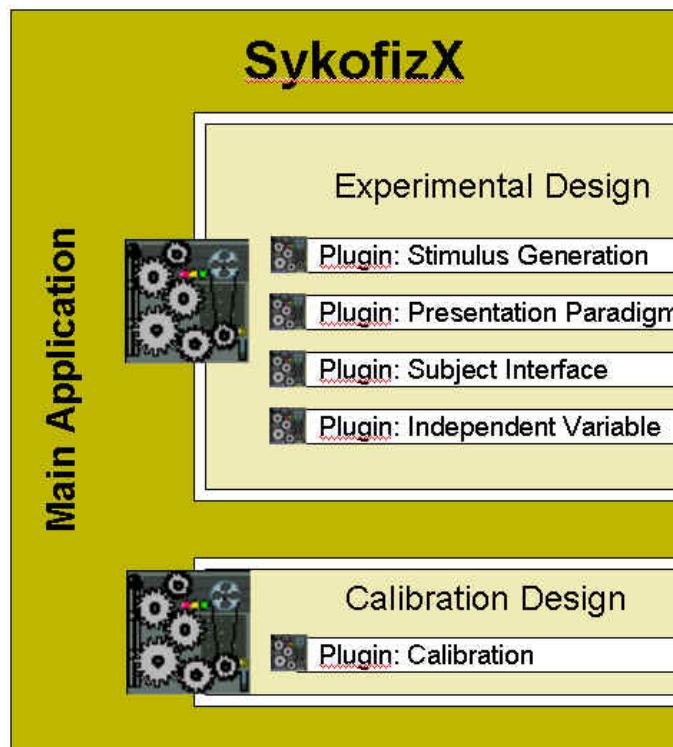 SykofizX
Main Application
Experimental Design
Plugin: Stimulus Generation
Plugin: Presentation Paradigm
Plugin: Subject Interface
Plugin: Independent Variable
Calibration Design
Plugin: Calibration